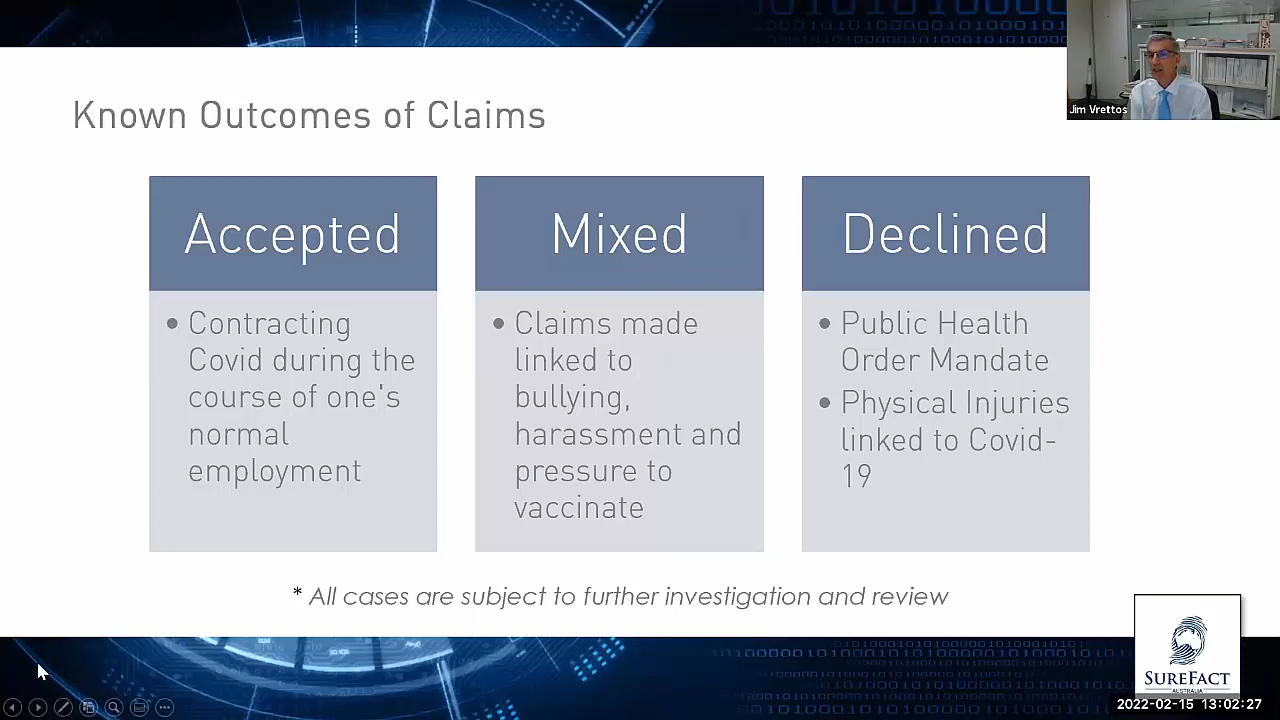 Jim Vrettos
Known Outcomes of Claims
Accepted
• Contracting
Covid during the
course of one's
normal
employment
Mixed
• Claims made
linked to
bullying,
harassment and
pressure to
vaccinate
Declined
• Public Health
Order Mandate
• Physical Injuries
linked to Covid-
19
* All cases are subject to further investigation and review
SUREFACT
AUSTRALIA
2022-02-15 13:02:27